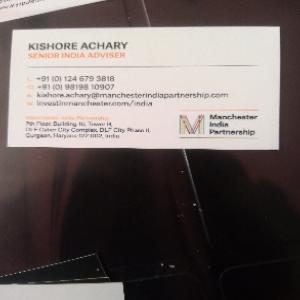 KISHORE ACHARY
SENIOR INDIA ADVISER
+91 (0) 124 679 3818
+91 (0) 98198 10907
kishore.achary@manchesterindiapartnership.com
investinmanchester.com/india
Manchester India Partnership
7th Floor, Building 10, Tower H,
DLF Cyber City Complex, DLF City Phase II,
Gurgaon, Haryana 122 002, India
Manchester
India
Partnership